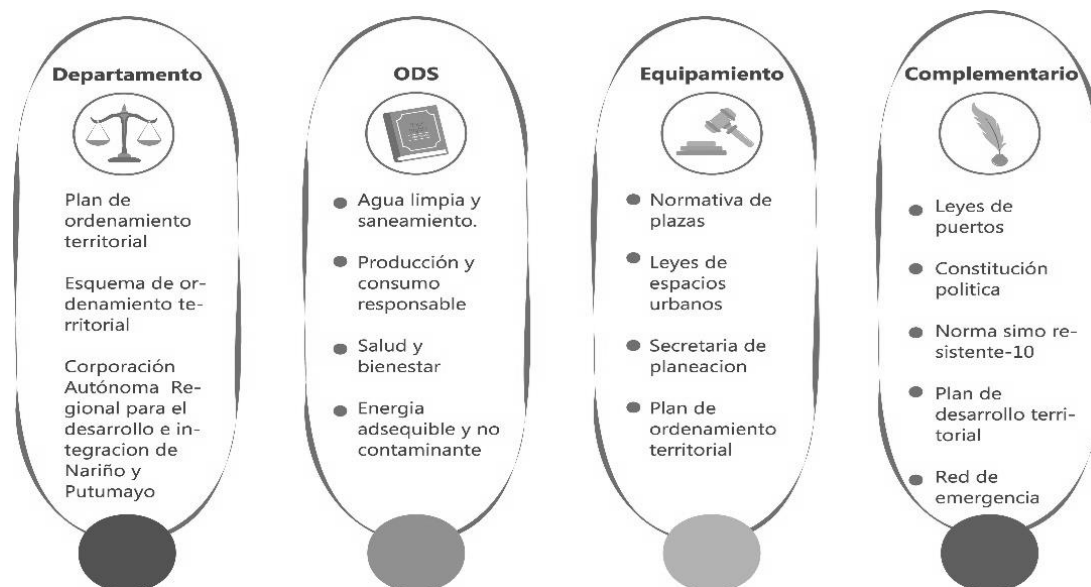 Departamento
Plan de
ordenamiento
territorial
Esquema de or-
denamiento te-
rritorial
Corporación
Autónoma Re-
gional para el
desarrollo e in-
tegracion de
Nariño y
Putumayo
ODS
Agua limpia y
saneamiento.
Producción y
consumo
responsable
Salud y
bienestar
Energia
adsequible y no
contaminante
Equipamiento
Normativa de
plazas
Leyes de
espacios
urbanos
Secretaria de
planeacion
Plan de
ordenamiento
territorial
Complementario
Leyes de
puertos
Constitución
politica
Norma simo re-
sistente-10
Plan de
desarrollo terri-
torial
Red de
emergencia